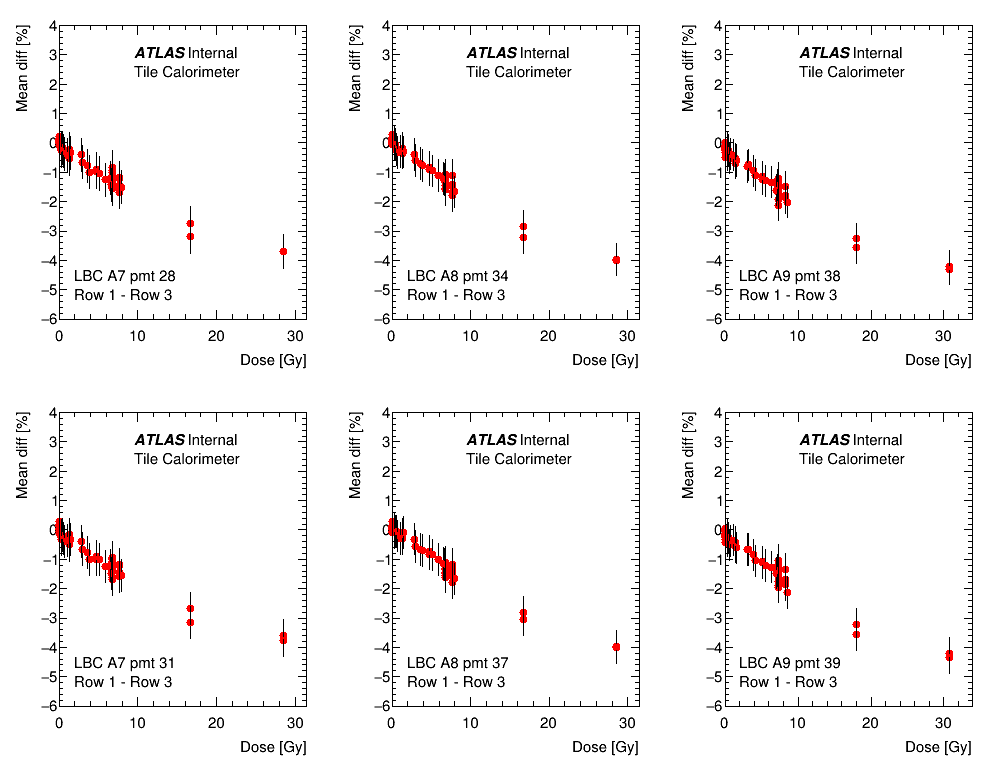 Mean diff [%]
4
3
2
1
0
−1
−2
−3
−4
−5
−6
ATLAS Internal
Tile Calorimeter
LBC A7 pmt 28
Row 1 - Row 3
0 10 20 30
Dose [Gy]
Mean diff [%]
4
3
2
1
0
−1
−2
−3
−4
−5
−6
ATLAS Internal
Tile Calorimeter
LBC A8 pmt 34
Row 1 - Row 3
0 10 20 30
Dose [Gy]
Mean diff [%]
4
3
2
1
0
−1
−2
−3
−4
−5
−6
ATLAS Internal
Tile Calorimeter
LBC A9 pmt 38
Row 1 - Row 3
0 10 20 30
Dose [Gy]
Mean diff [%]
4
3
2
1
0
−1
−2
−3
−4
−5
−6
ATLAS Internal
Tile Calorimeter
LBC A7 pmt 31
Row 1 - Row 3
0 10 20 30
Dose [Gy]
Mean diff [%]
4
3
2
1
0
−1
−2
−3
−4
−5
−6
ATLAS Internal
Tile Calorimeter
LBC A8 pmt 37
Row 1 - Row 3
0 10 20 30
Dose [Gy]
Mean diff [%]
4
3
2
1
0
−1
−2
−3
−4
−5
−6
ATLAS Internal
Tile Calorimeter
LBC A9 pmt 39
Row 1 - Row 3
0 10 20 30
Dose [Gy]